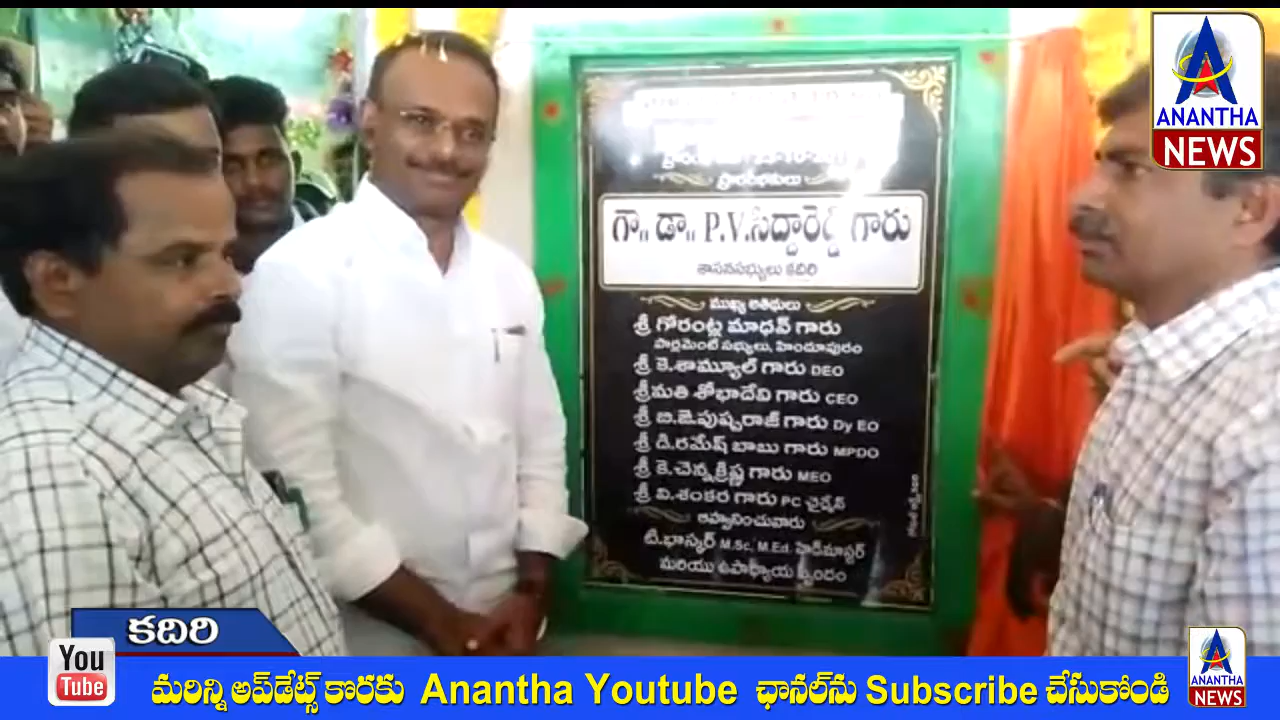 ANANTHA
NEWS
ప్రారంభకులు
గౌ.. డా.. P.V.సిద్దారెడ్డి గారు
శాసనసభ్యులు కదిరి
ముఖ్య అతిథులు
శ్రీ గోరంట్ల మాధవ్ గారు
పార్లమెంట్ సభ్యులు, హిందూపురం
శ్రీ కె.శామ్యూల్ గారు DEO
శ్రీమతి శోభాదేవి గారు CEO
శ్రీ బి.జె.పుష్పరాజ్ గారు Dy EO
శ్రీ డి.రమేష్ బాబు గారు MPDO
శ్రీ కె.చెన్నక్రిష్ణ గారు MEO
శ్రీ వి.శంకర గారు PC చైర్మేన్
ఆహ్వానించువారు
టి.భాస్కర్ M.Sc, M.Ed. హెడ్‌మాస్టర్
మరియు ఉపాధ్యాయ బృందం
కదిరి
You
Tube
మరిన్ని అప్‌డేట్స్ కొరకు Anantha Youtube ఛానల్‌ను Subscribe చేసుకోండి
ANANTHA
NEWS